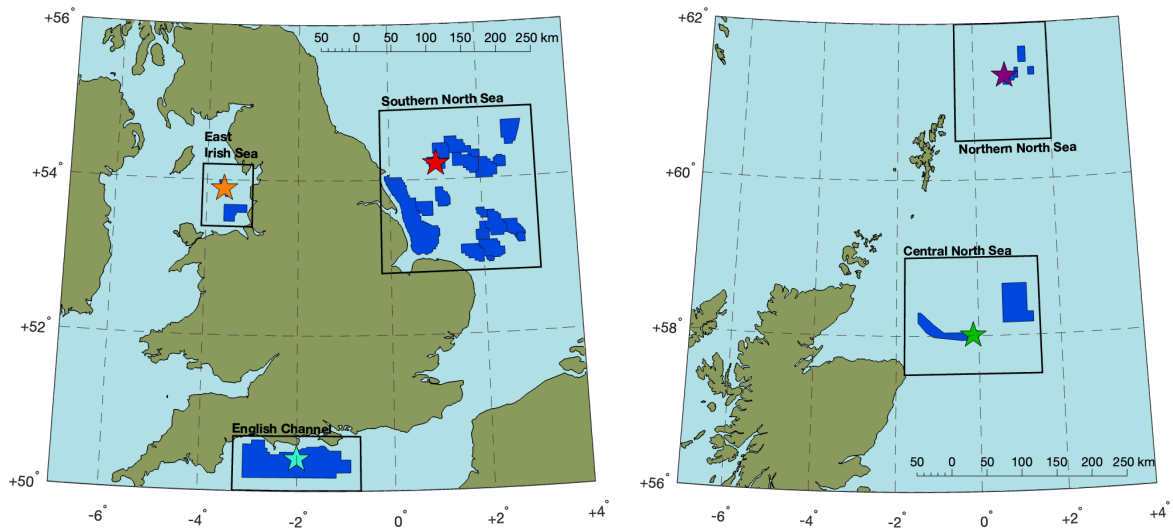 +56°
50 0 50 100 150 200 250 km
Southern North Sea
East
Irish Sea
+54°
+52°
English Channel
+50°
-6° -4° -2° 0 +2° +4°
+62°
Northern North Sea
+60°
Central North Sea
+58°
50 0 50 100 150 200 250 km
+56°
-6° -4° -2° 0° +2° +4°